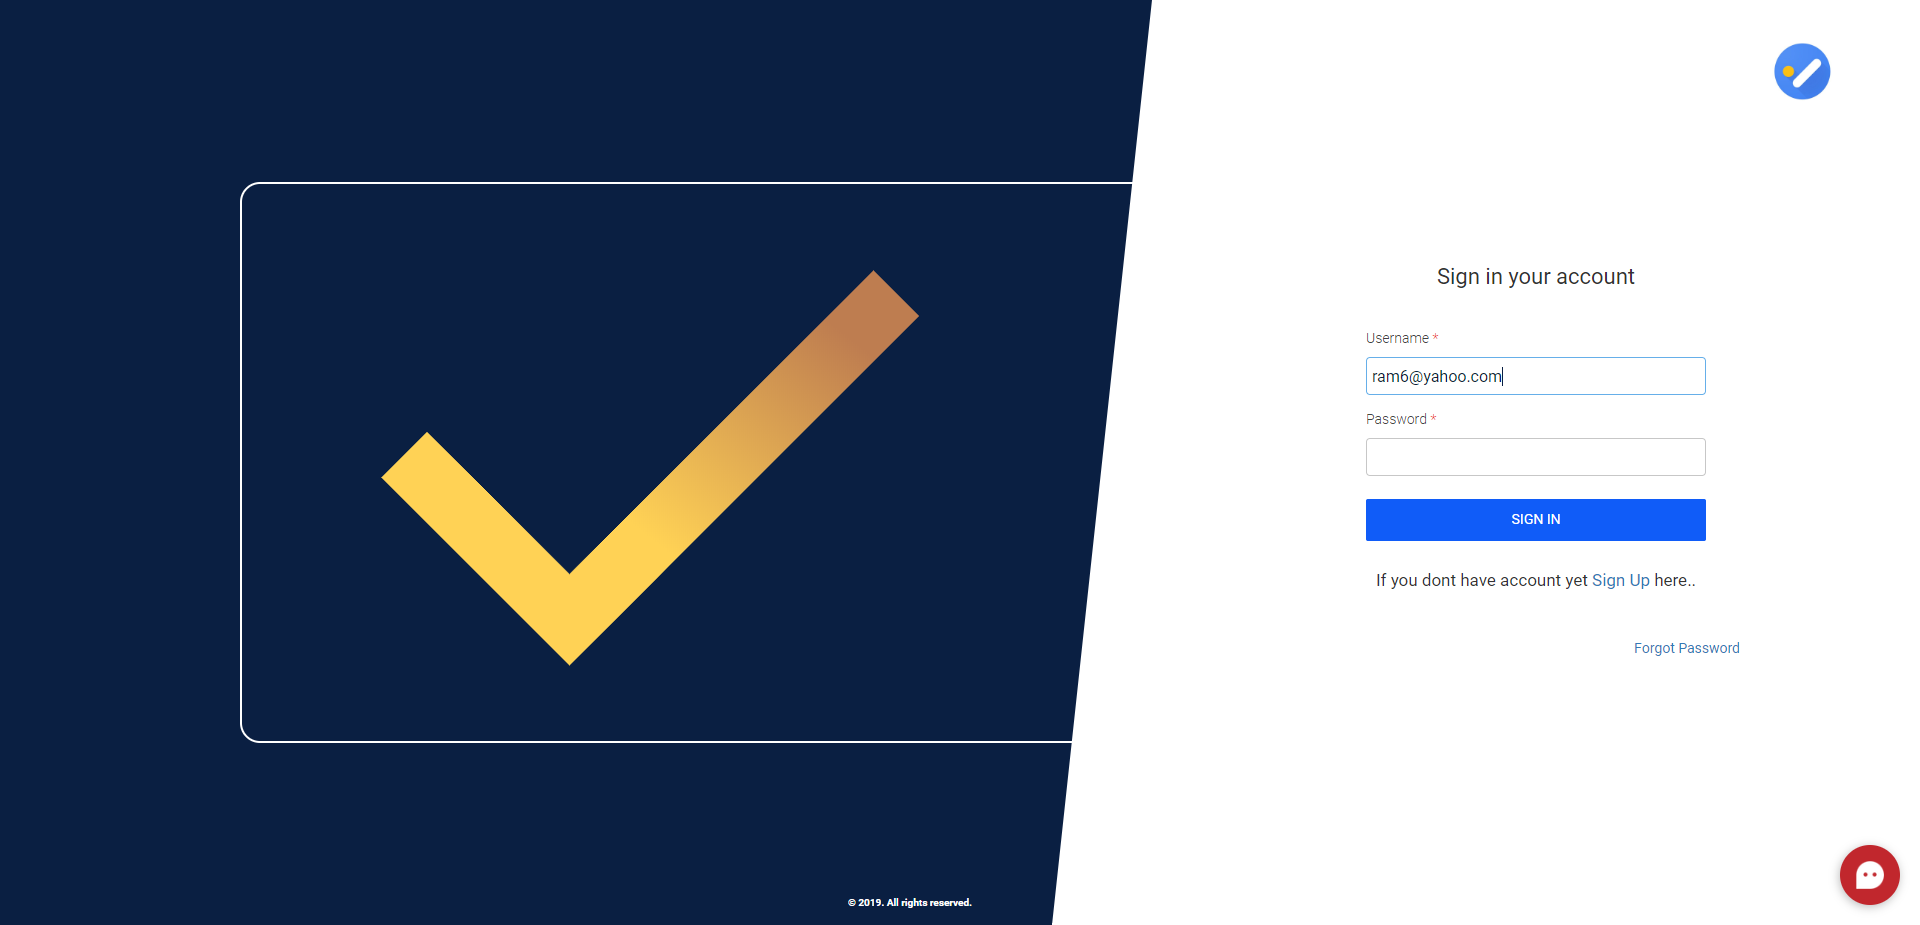 Sign in your account
Username *
ram6@yahoo.com
Password *
SIGN IN
If you dont have account yet Sign Up here..
Forgot Password
© 2019. All rights reserved.